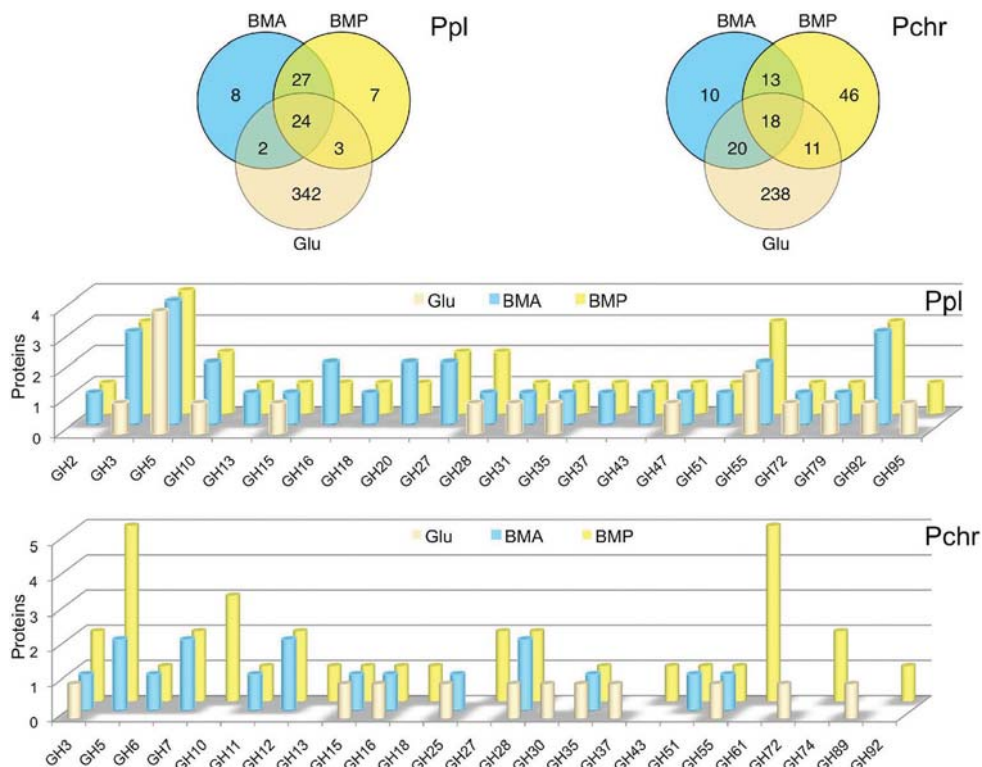 BMA BMP Ppl
8 27 7
24
2 3
342
Glu
BMA BMP Pchr
10 13 46
18
20 11
238
Glu
Ppl
Glu BMA BMP
Proteins
4
3
2
1
0
GH2 GH3 GH5 GH10 GH13 GH15 GH16 GH18 GH20 GH27 GH28 GH31 GH35 GH37 GH43 GH47 GH51 GH55 GH72 GH79 GH92 GH95
Pchr
Glu BMA BMP
Proteins
5
4
3
2
1
0
GH3 GH5 GH6 GH7 GH10 GH11 GH12 GH13 GH15 GH16 GH18 GH25 GH27 GH28 GH30 GH35 GH37 GH43 GH51 GH55 GH61 GH72 GH74 GH89 GH92